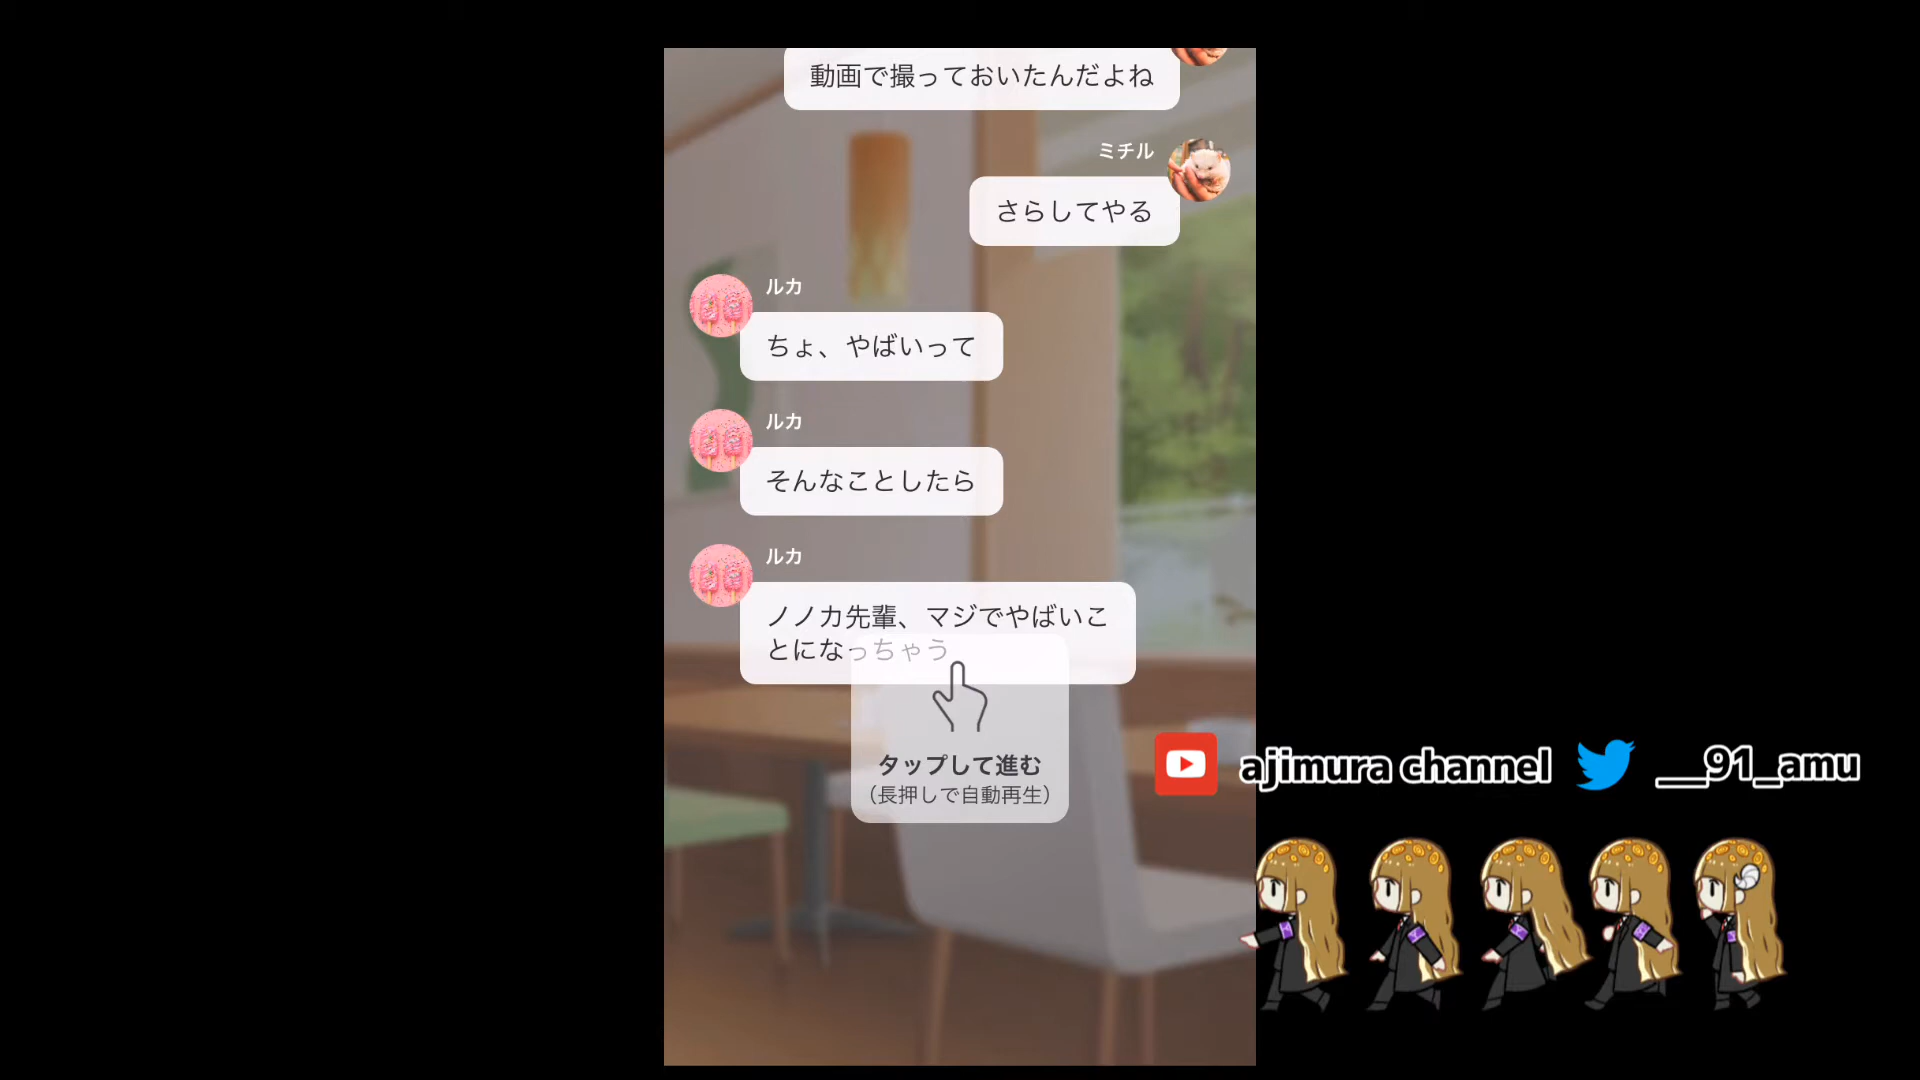 動画で撮っておいたんだよね
ミチル
さらしてやる
ルカ
ちょ、やばいって
ルカ
そんなことしたら
ルカ
ノノカ先輩、マジでやばいこ
とになっちゃう
タップして進む
（長押しで自動再生）
ajimura channel
__91_amu